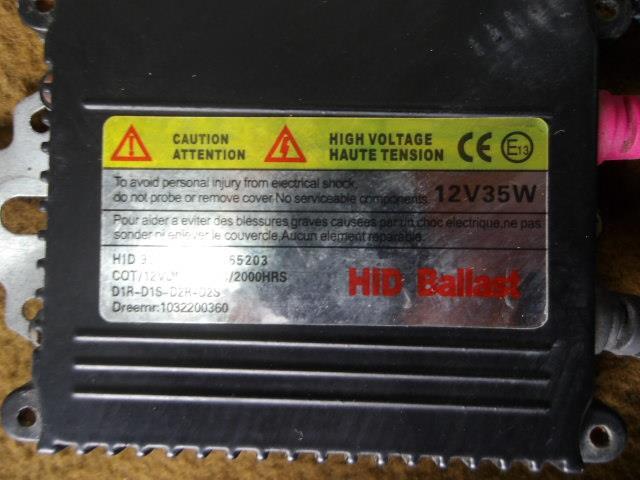 CAUTION
ATTENTION
HIGH VOLTAGE
HAUTE TENSION
CE E13
To avoid personal injury from electrical shock,
do not probe or remove cover No serviceable components.
12V35W
Pour aider a eviter des blessures graves causees par un choc electrique,ne pas
sonder ni enlever le couvercle,Aucun element reparable.
HID 65203
/2000HRS
D1R-D1S-D2R-D2S
Dreemr:1032200360
HID Ballast